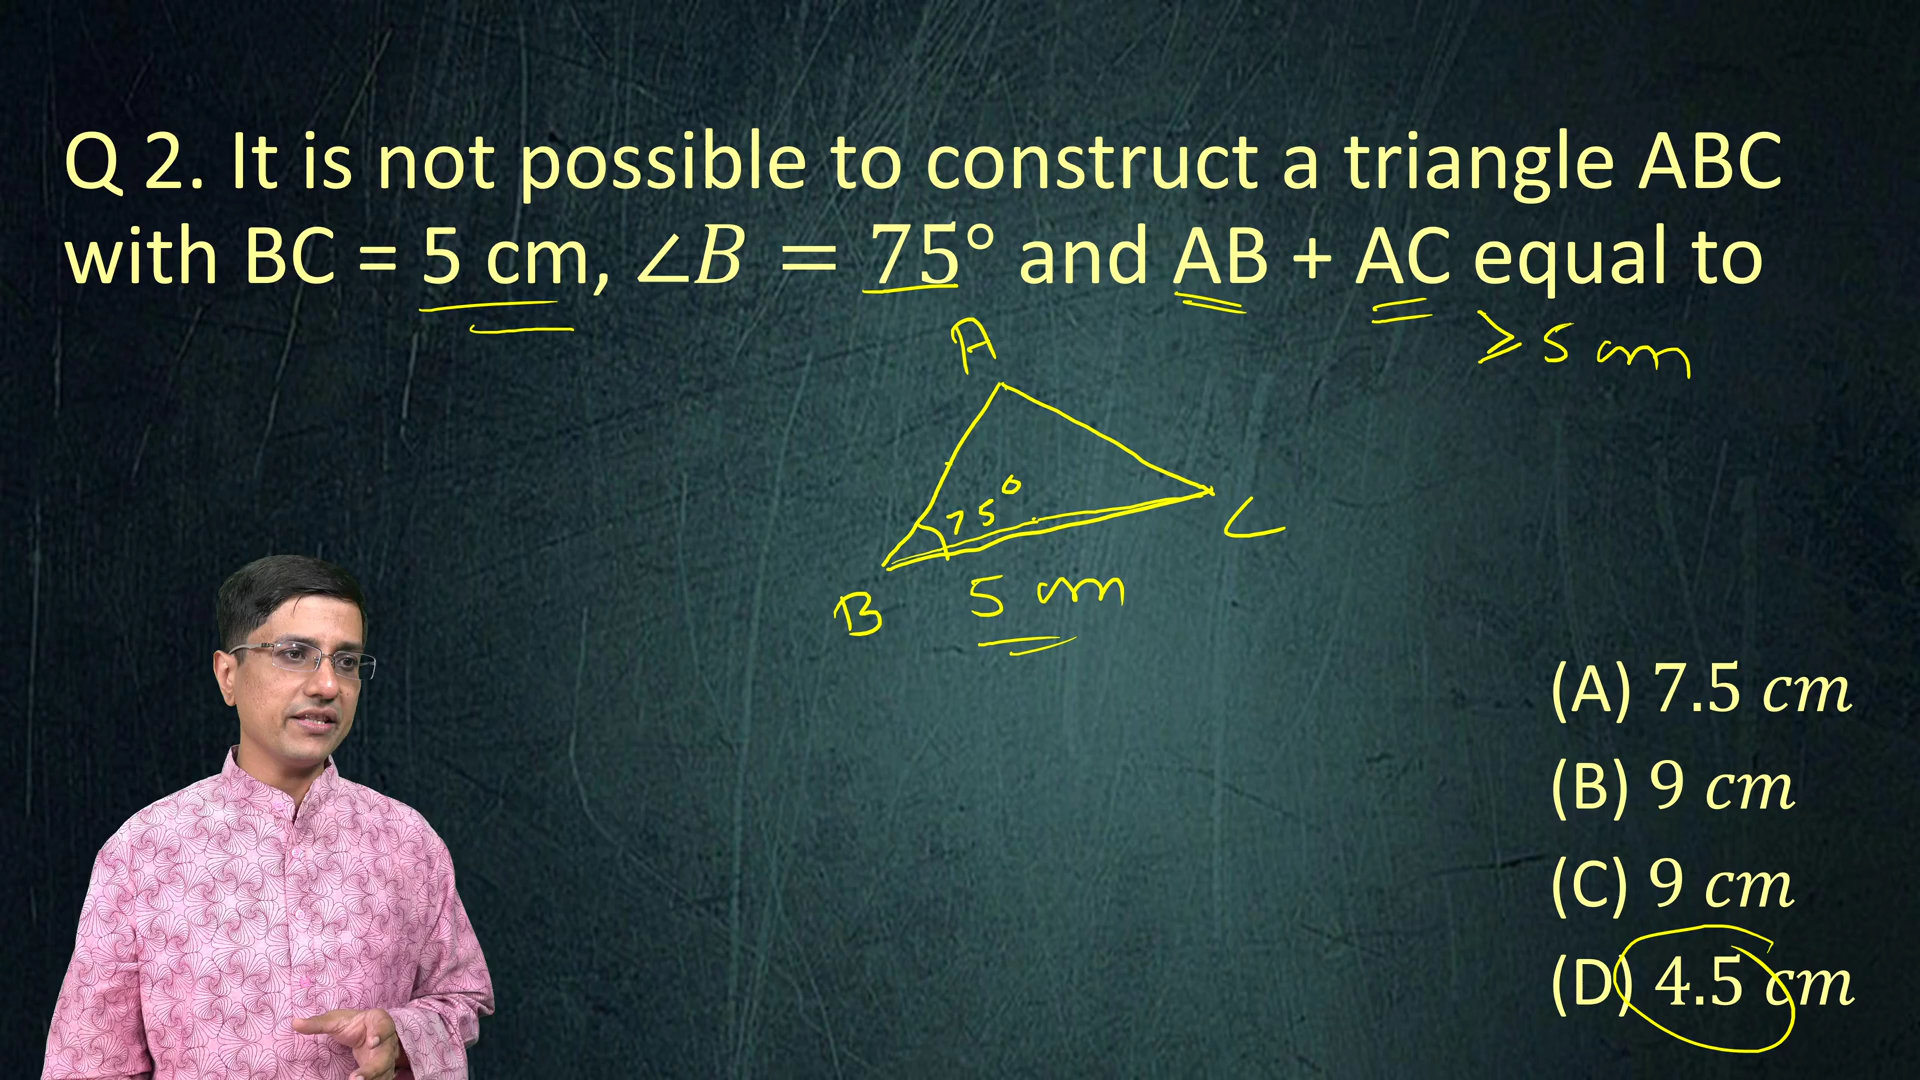 Q 2. It is not possible to construct a triangle ABC
with BC = 5 cm, ∠B = 75° and AB + AC equal to
> 5 cm
A
75°
C
B
5 cm
(A) 7.5 cm
(B) 9 cm
(C) 9 cm
(D) 4.5 cm